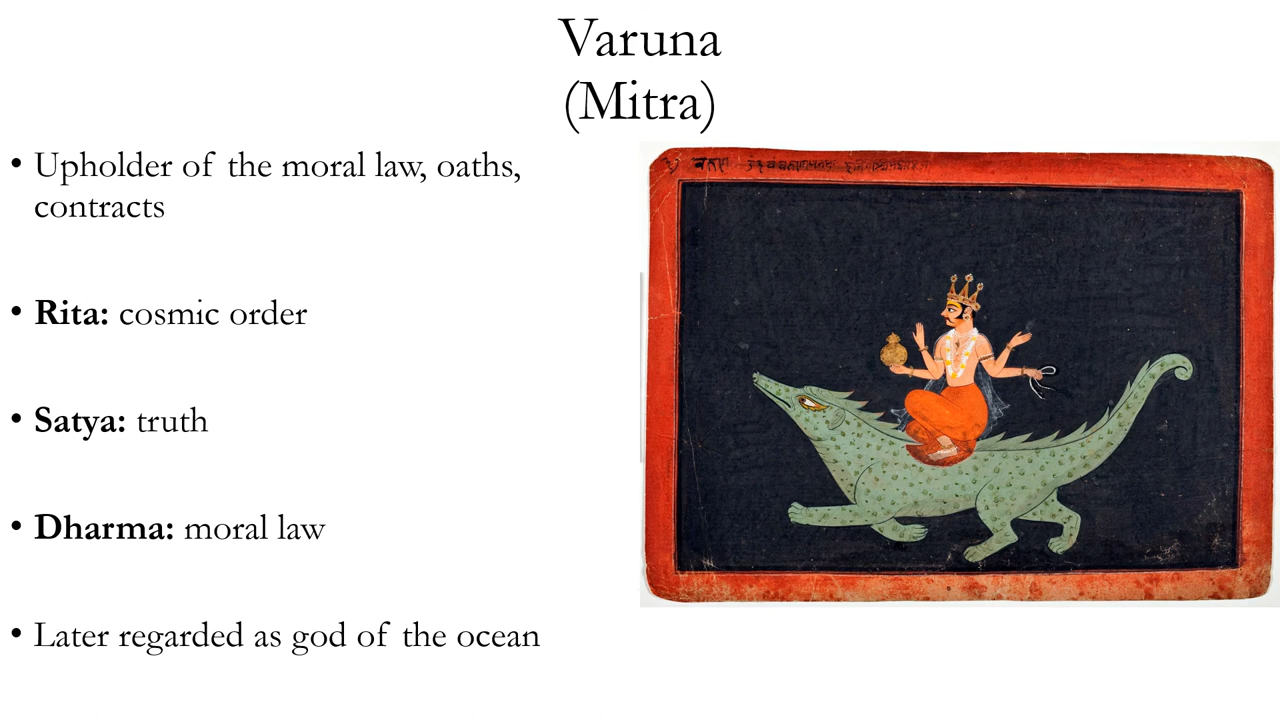 Varuna
(Mitra)
• Upholder of the moral law, oaths,
contracts
• Rita: cosmic order
• Satya: truth
• Dharma: moral law
• Later regarded as god of the ocean